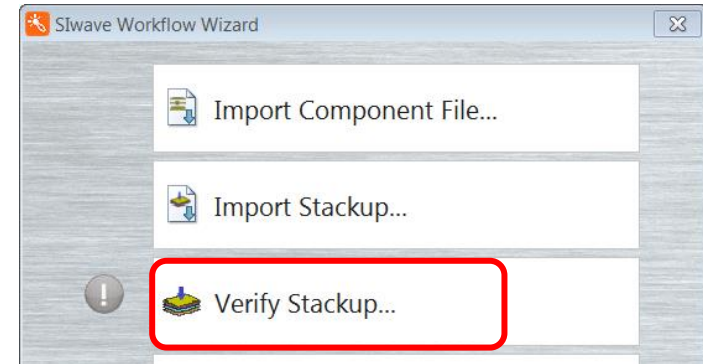 SIwave Workflow Wizard
Import Component File...
Import Stackup...
Verify Stackup...